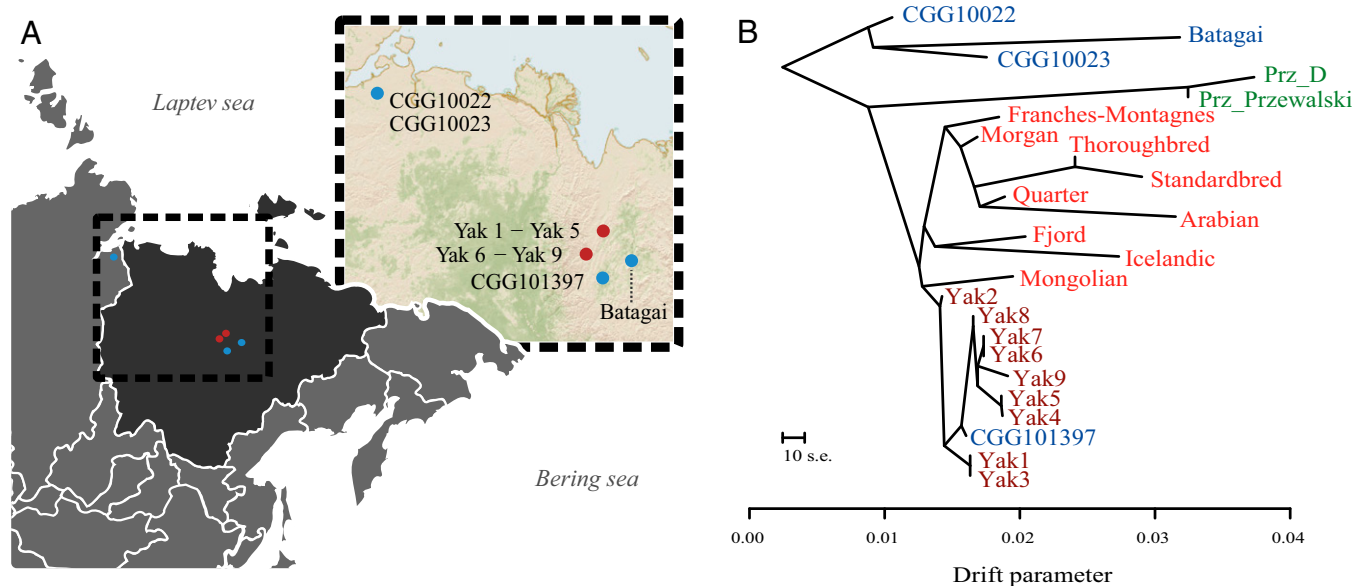 A
Laptev sea
CGG10022
CGG10023
Yak 1 – Yak 5
Yak 6 – Yak 9
CGG101397
Batagai
Bering sea
B
CGG10022
Batagai
CGG10023
Prz_D
Prz_Przewalski
Franches-Montagnes
Morgan
Thoroughbred
Standardbred
Quarter
Arabian
Fjord
Icelandic
Mongolian
Yak2
Yak8
Yak7
Yak6
Yak9
Yak5
Yak4
CGG101397
Yak1
Yak3
10 s.e.
0.00 0.01 0.02 0.03 0.04
Drift parameter